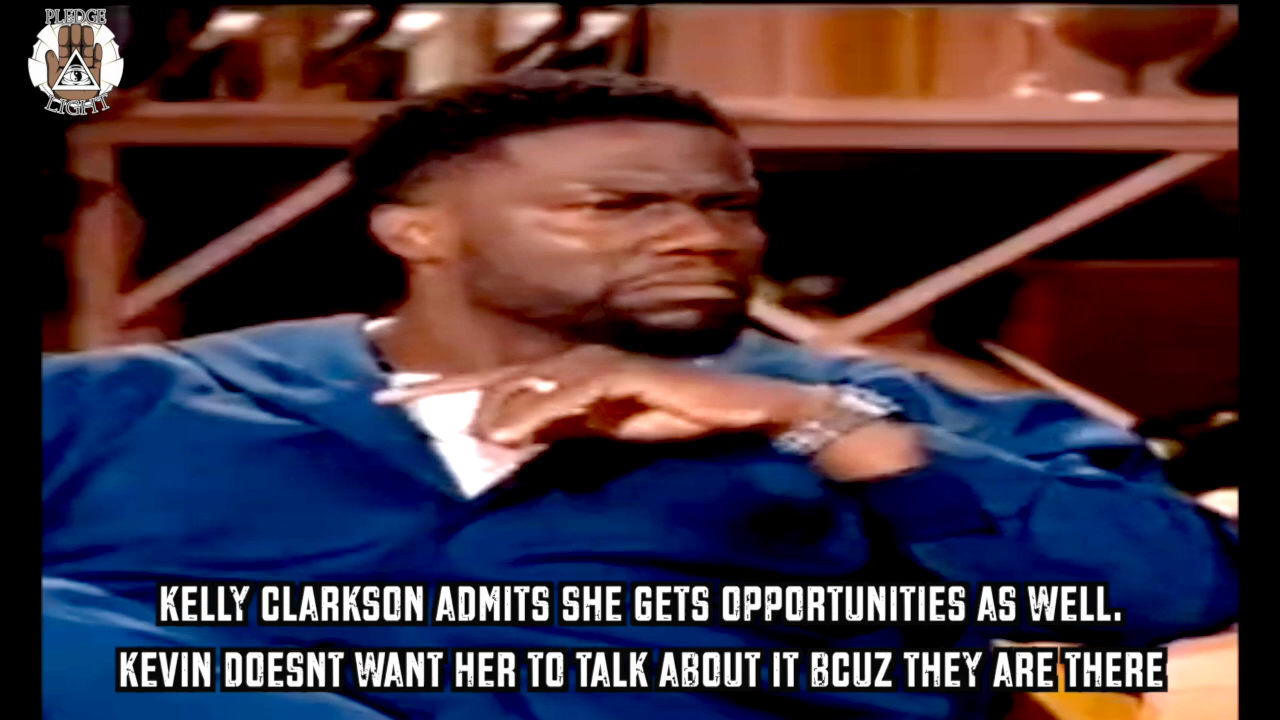 PLEDGE
LIGHT
KELLY CLARKSON ADMITS SHE GETS OPPORTUNITIES AS WELL.
KEVIN DOESNT WANT HER TO TALK ABOUT IT BCUZ THEY ARE THERE